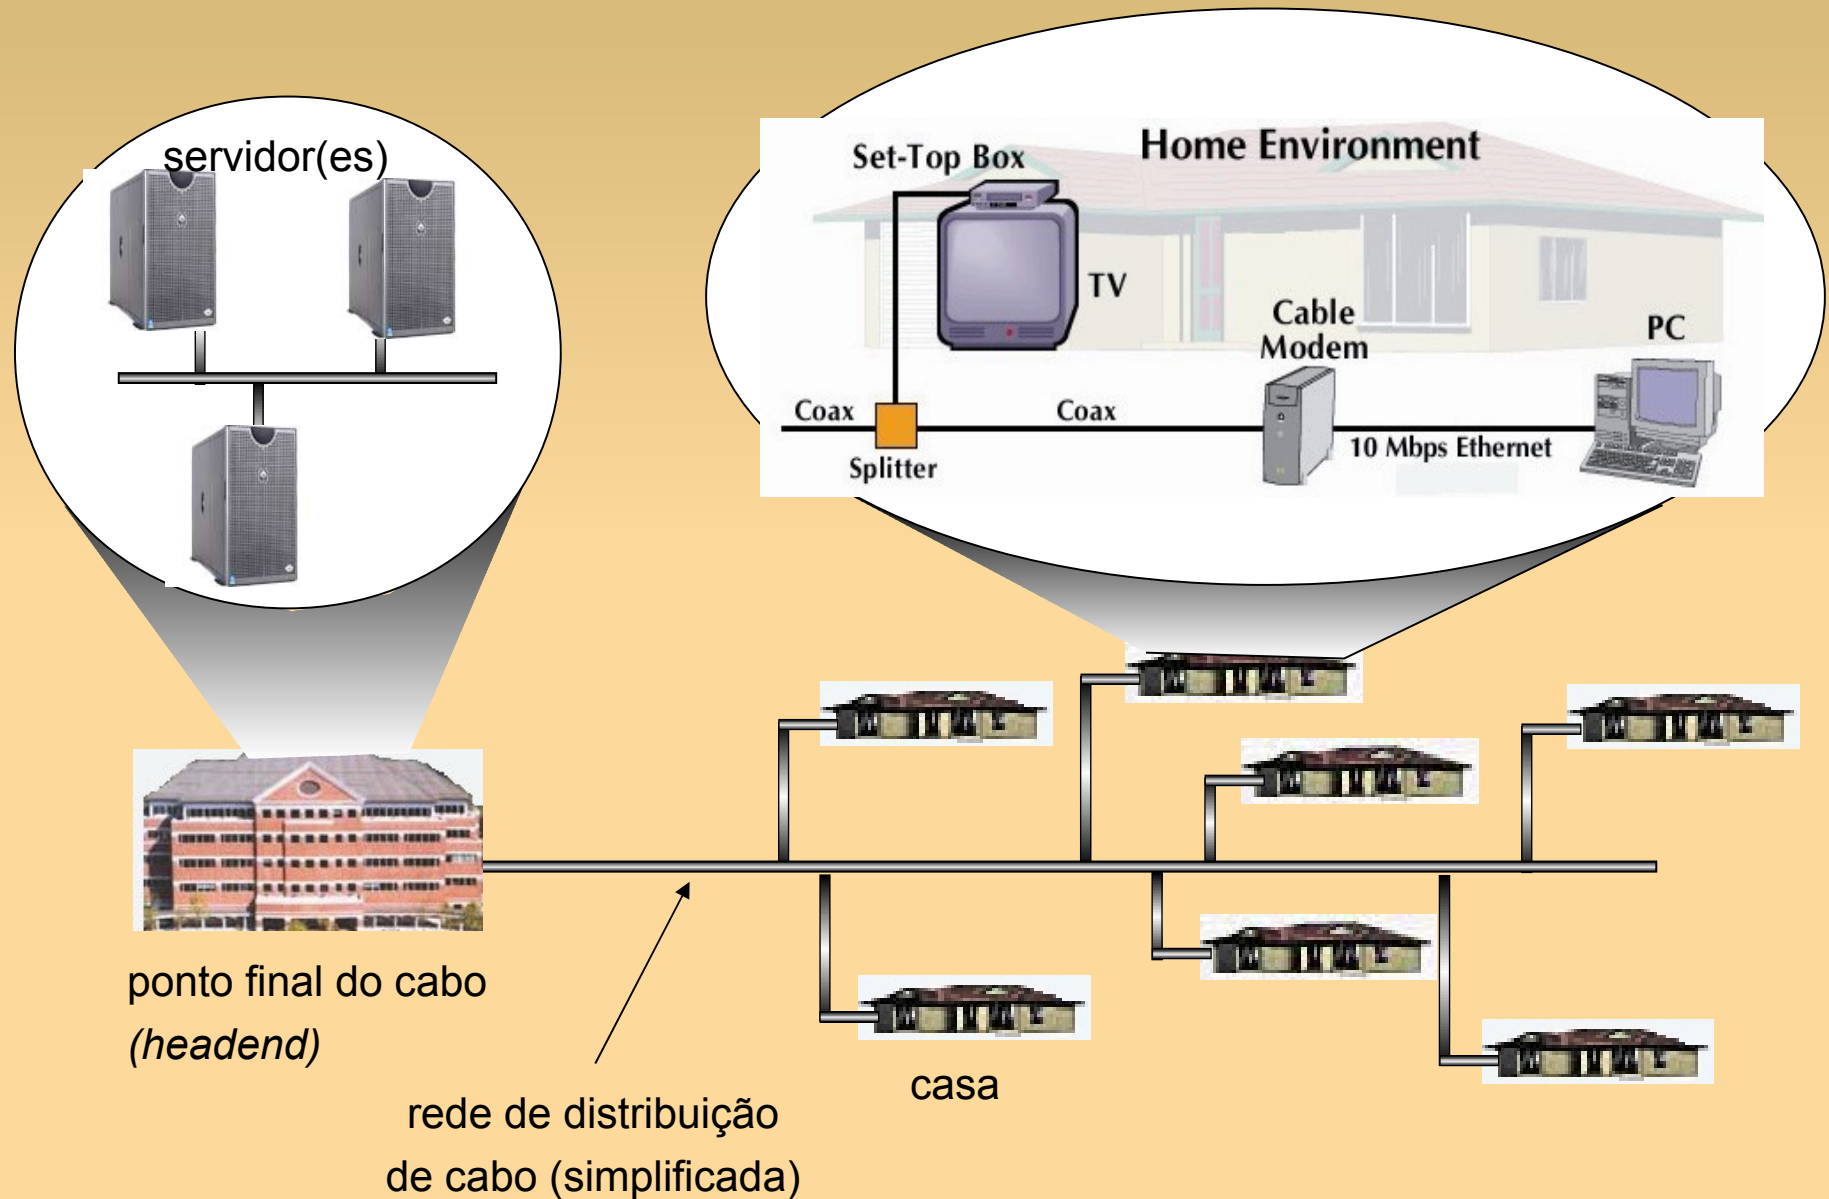 servidor(es)
Home Environment
Set-Top Box
TV
Cable
Modem
PC
Coax
Coax
10 Mbps Ethernet
Splitter
ponto final do cabo
(headend)
casa
rede de distribuição
de cabo (simplificada)